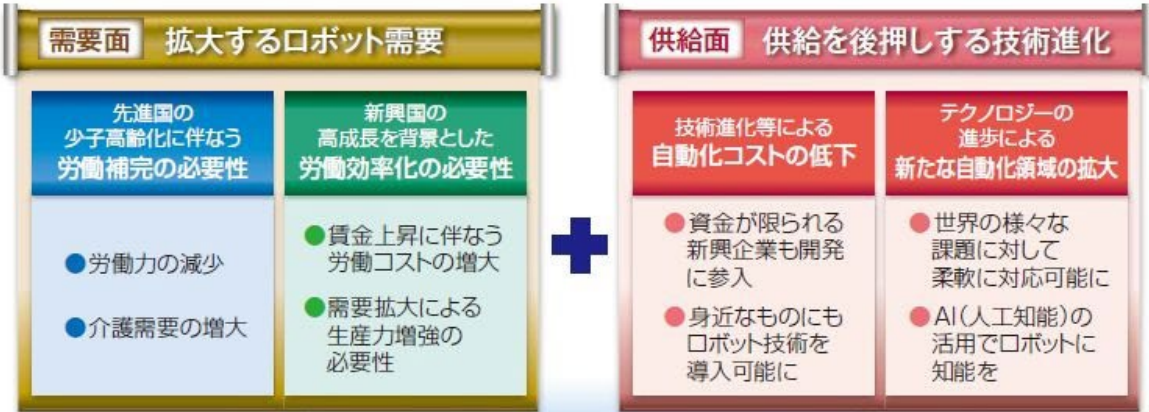 需要面 拡大するロボット需要
先進国の
少子高齢化に伴なう
労働補完の必要性
●労働力の減少
●介護需要の増大
新興国の
高成長を背景とした
労働効率化の必要性
●賃金上昇に伴なう
労働コストの増大
●需要拡大による
生産力増強の
必要性
供給面 供給を後押しする技術進化
技術進化等による
自動化コストの低下
●資金が限られる
新興企業も開発
に参入
●身近なものにも
ロボット技術を
導入可能に
テクノロジーの
進歩による
新たな自動化領域の拡大
●世界の様々な
課題に対して
柔軟に対応可能に
●AI(人工知能)の
活用でロボットに
知能を